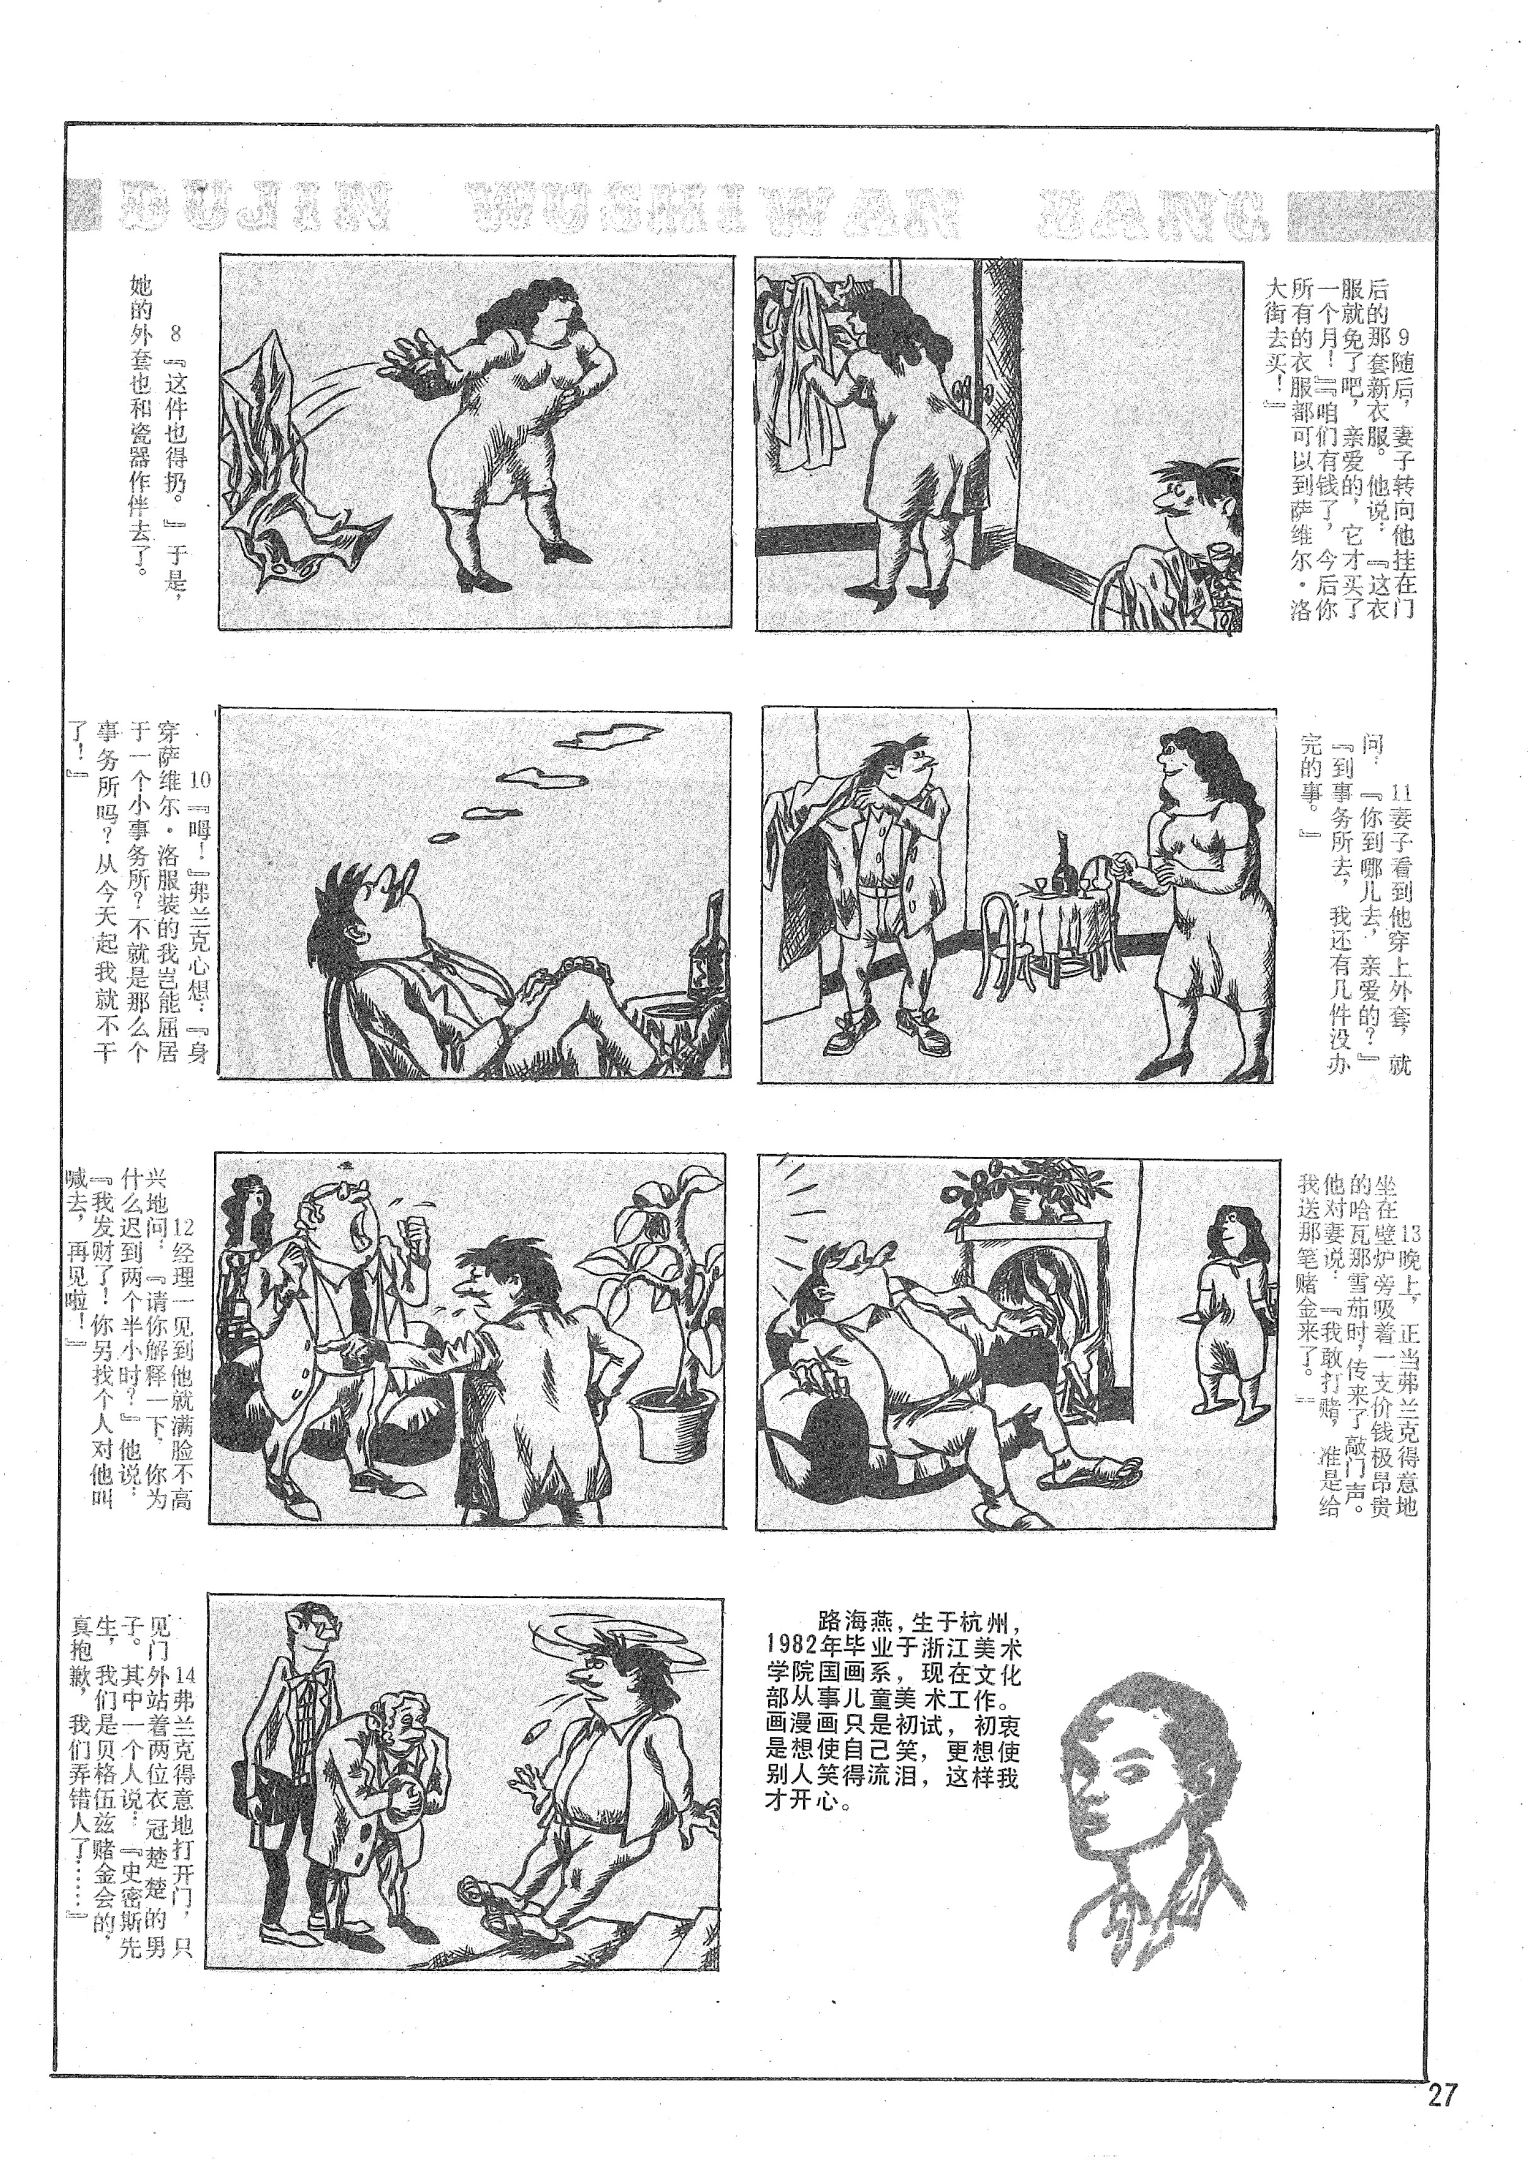 8『这件也得扔。』于是，
她的外套也和瓷器作伴去了。
9随后，妻子转向他挂在门
后的那套新衣服。他说：『这衣
服就免了吧，亲爱的，它才买了
一个月！』『咱们有钱了，今后你
所有的衣服都可以到萨维尔·洛
大街去买！』
10『呣！』弗兰克心想：『身
穿萨维尔·洛服装的我岂能屈居
于一个小事务所？不就是那么个
事务所吗？从今天起我就不干
了！』
11妻子看到他穿上外套，就
问：『你到哪儿去，亲爱的？』
『到事务所去，我还有几件没办
完的事。』
12经理一见到他就满脸不高
兴地问：『请你解释一下，你为
什么迟到两个半小时？』他说：
『我发财了！你另找个人对他叫
喊去，再见啦！』
13晚上，正当弗兰克得意地
坐在壁炉旁吸着一支价钱极昂贵
的哈瓦那雪茄时，传来了敲门声。
他对妻说：『我敢打赌，准是给
我送那笔赌金来了。』
14弗兰克得意地打开门，只
见门外站着两位衣冠楚楚的男
子。其中一个人说：『史密斯先
生，我们是贝格伍兹赌金会的，
真抱歉，我们弄错人了……』
路海燕，生于杭州，
1982年毕业于浙江美术
学院国画系，现在文化
部从事儿童美术工作。
画漫画只是初试，初衷
是想使自己笑，更想使
别人笑得流泪，这样我
才开心。
27